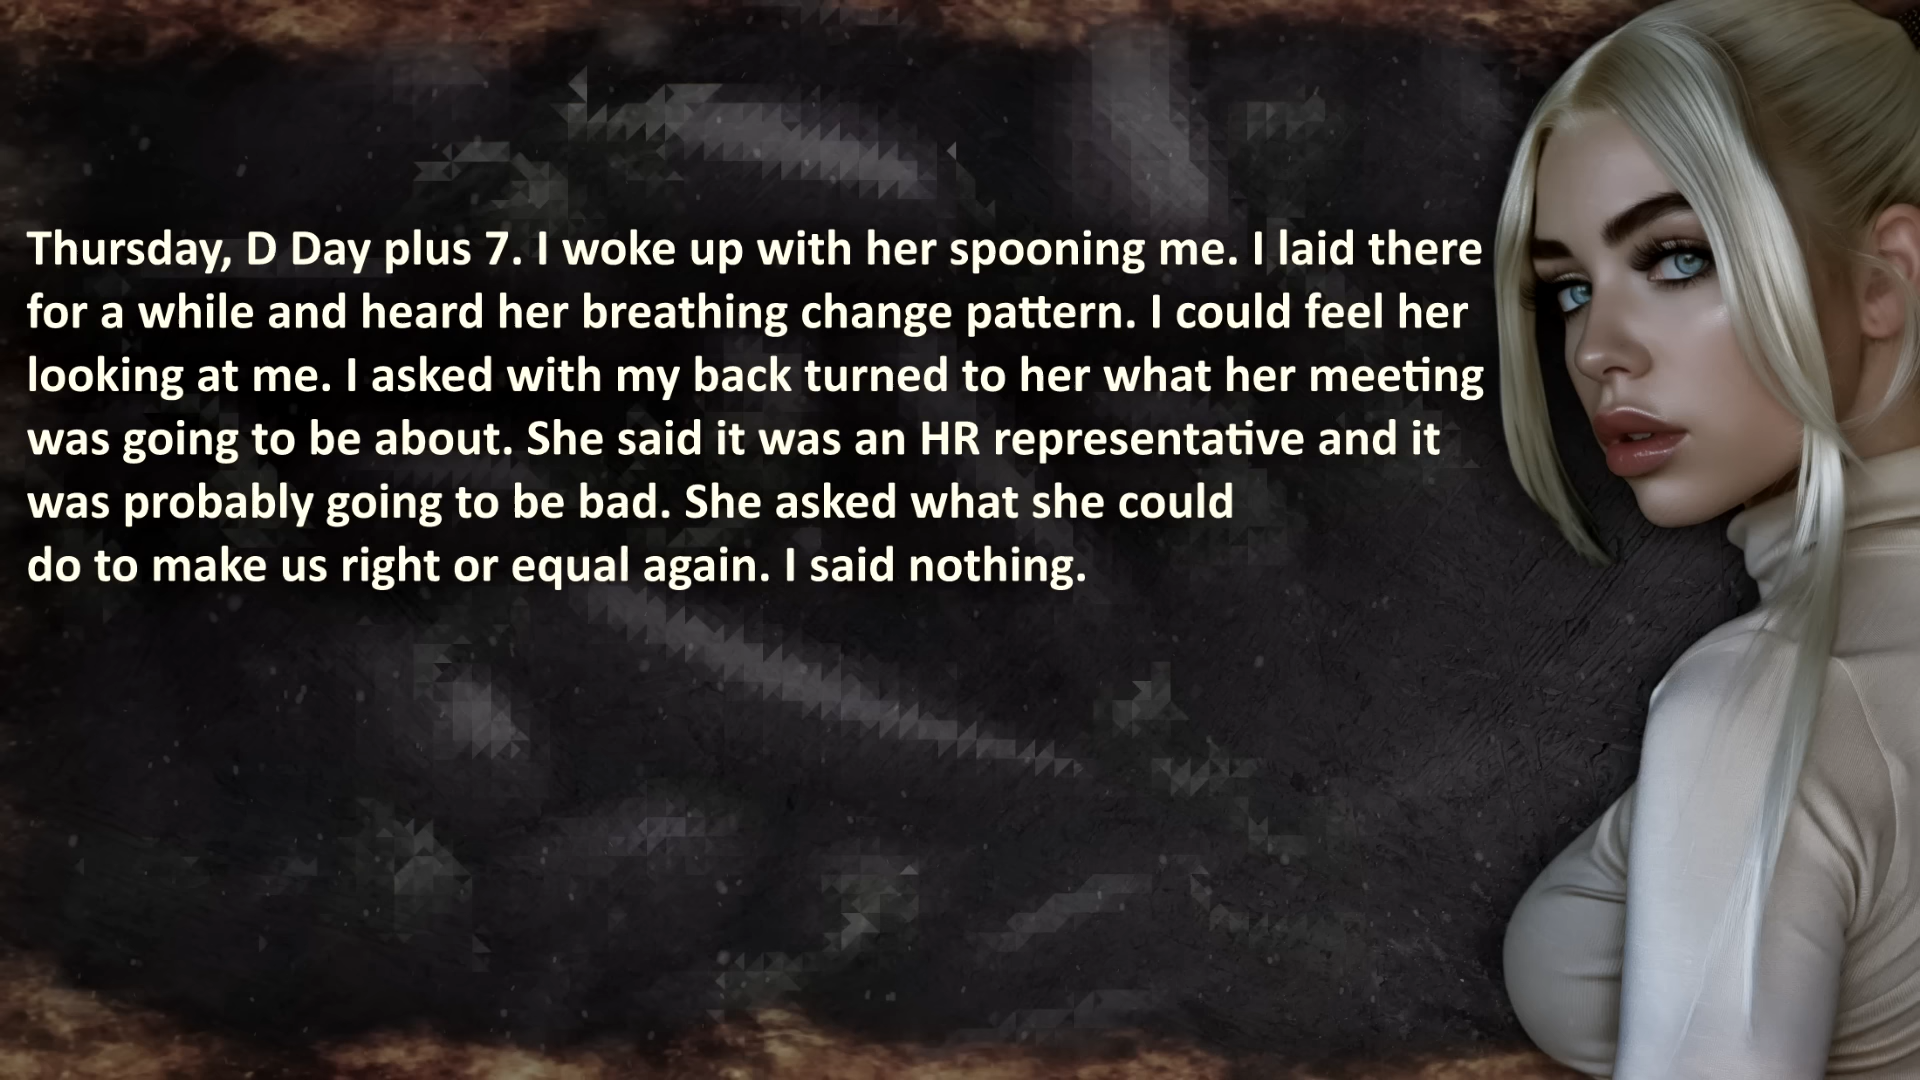 Thursday, D Day plus 7. I woke up with her spooning me. I laid there
for a while and heard her breathing change pattern. I could feel her
looking at me. I asked with my back turned to her what her meeting
was going to be about. She said it was an HR representative and it
was probably going to be bad. She asked what she could
do to make us right or equal again. I said nothing.